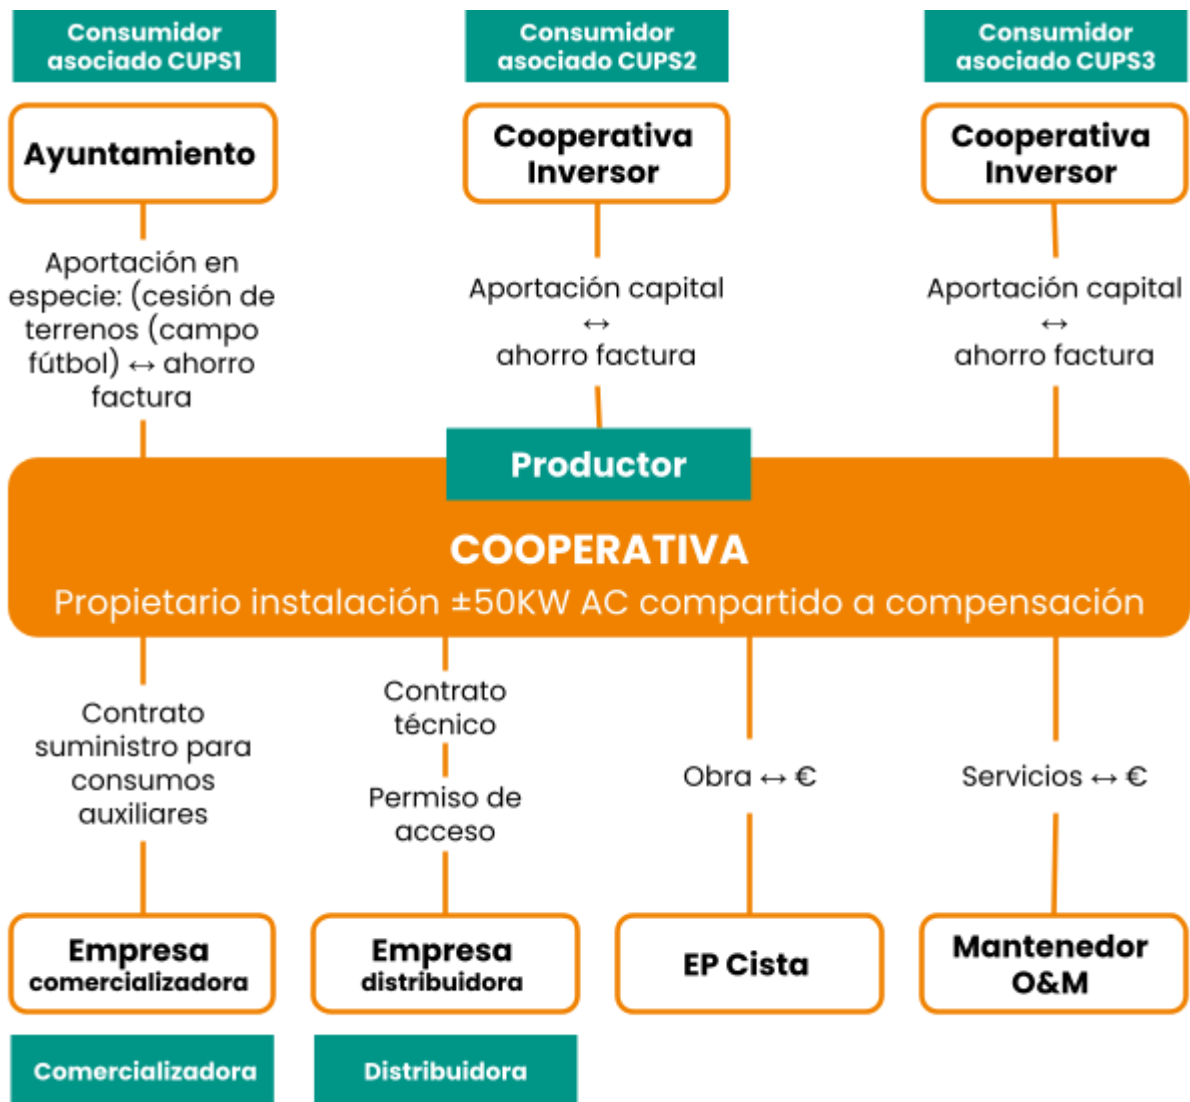 Consumidor
asociado CUPS1
Consumidor
asociado CUPS2
Consumidor
asociado CUPS3
Ayuntamiento
Cooperativa
Inversor
Cooperativa
Inversor
Aportación en
especie: (cesión de
terrenos (campo
fútbol) ↔ ahorro
factura
Aportación capital
↔
ahorro factura
Aportación capital
↔
ahorro factura
Productor
COOPERATIVA
Propietario instalación ±50KW AC compartido a compensación
Contrato
suministro para
consumos
auxiliares
Contrato
técnico
Permiso de
acceso
Obra ↔ €
Servicios ↔ €
Empresa
comercializadora
Empresa
distribuidora
EP Cista
Mantenedor
O&M
Comercializadora
Distribuidora